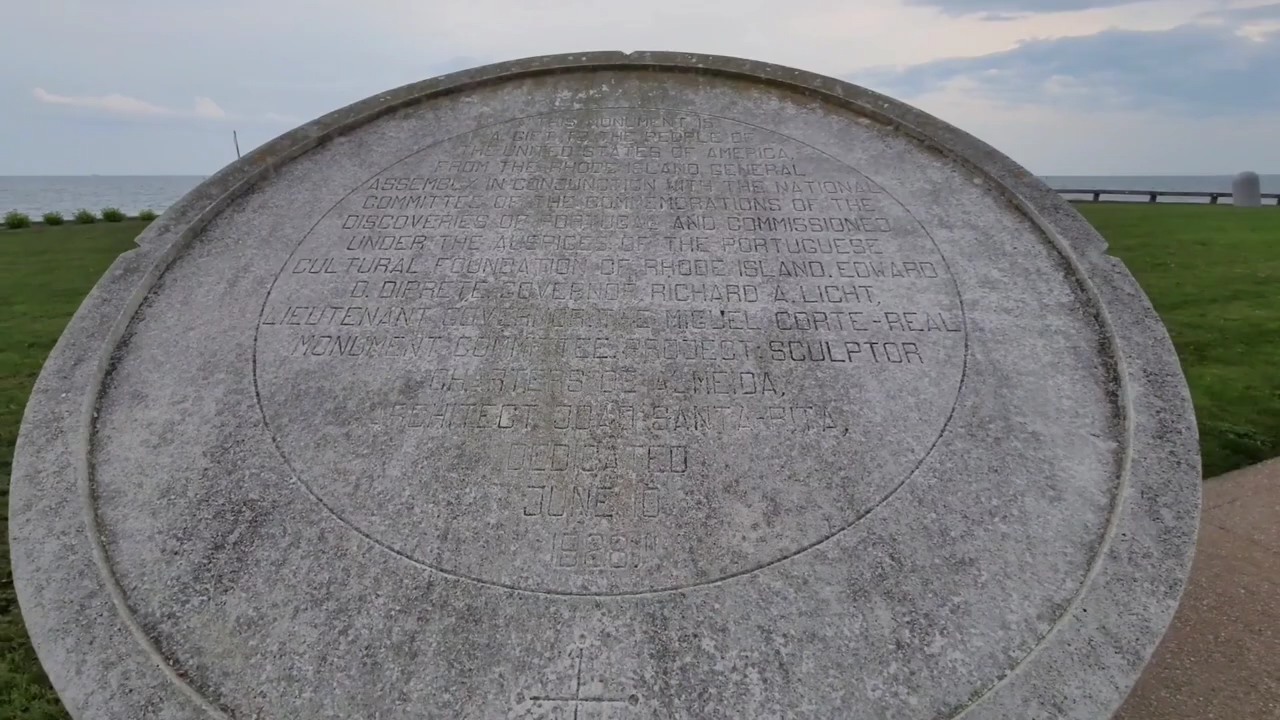 THIS MONUMENT IS
A GIFT TO THE PEOPLE OF
THE UNITED STATES OF AMERICA
FROM THE RHODE ISLAND GENERAL
ASSEMBLY IN CONJUNCTION WITH THE NATIONAL
COMMITTEE OF THE COMMEMORATIONS OF THE
DISCOVERIES OF PORTUGAL AND COMMISSIONED
UNDER THE AUSPICES OF THE PORTUGUESE
CULTURAL FOUNDATION OF RHODE ISLAND. EDWARD
D. DIPRETE GOVERNOR, RICHARD A. LICHT,
LIEUTENANT GOVERNOR THE MIGUEL CORTE-REAL
MONUMENT COMMITTEE. PROJECT: SCULPTOR
CHARTERS DE ALMEIDA,
ARCHITECT JOAO SANTA-RITA,
DEDICATED
JUNE 10